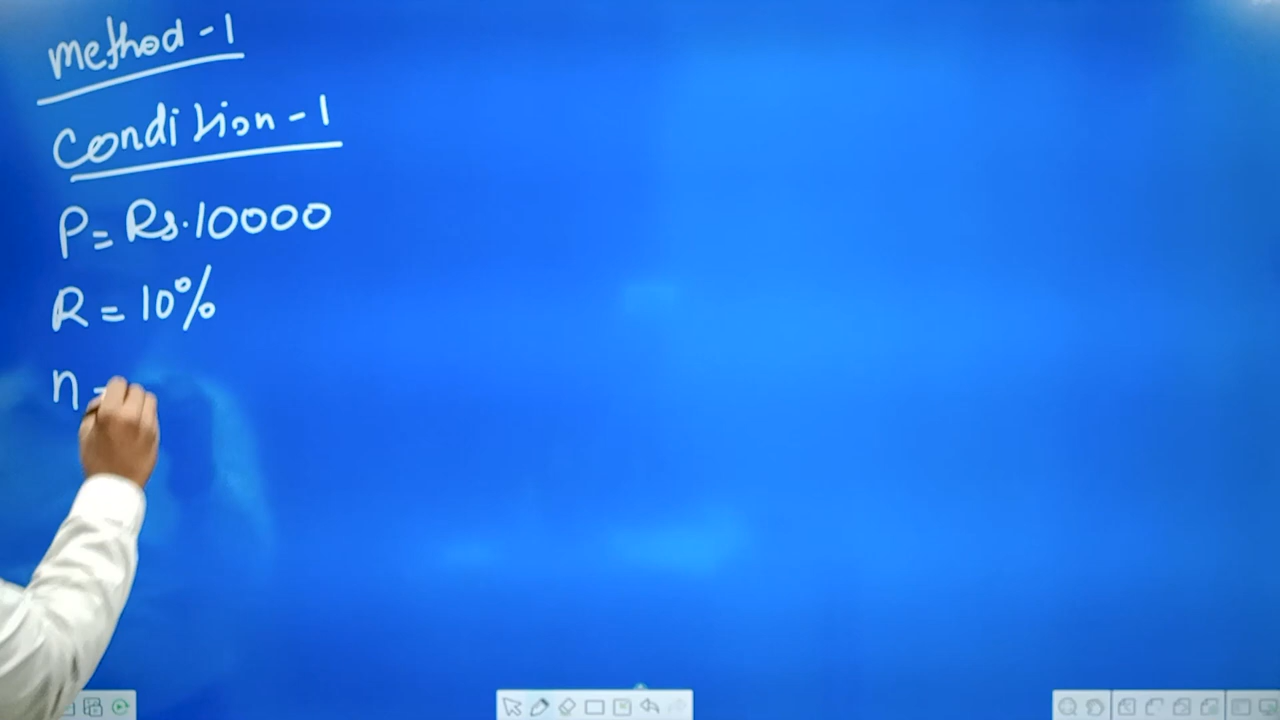 Method - 1
Condition - 1
P = Rs. 10000
R = 10%
n =